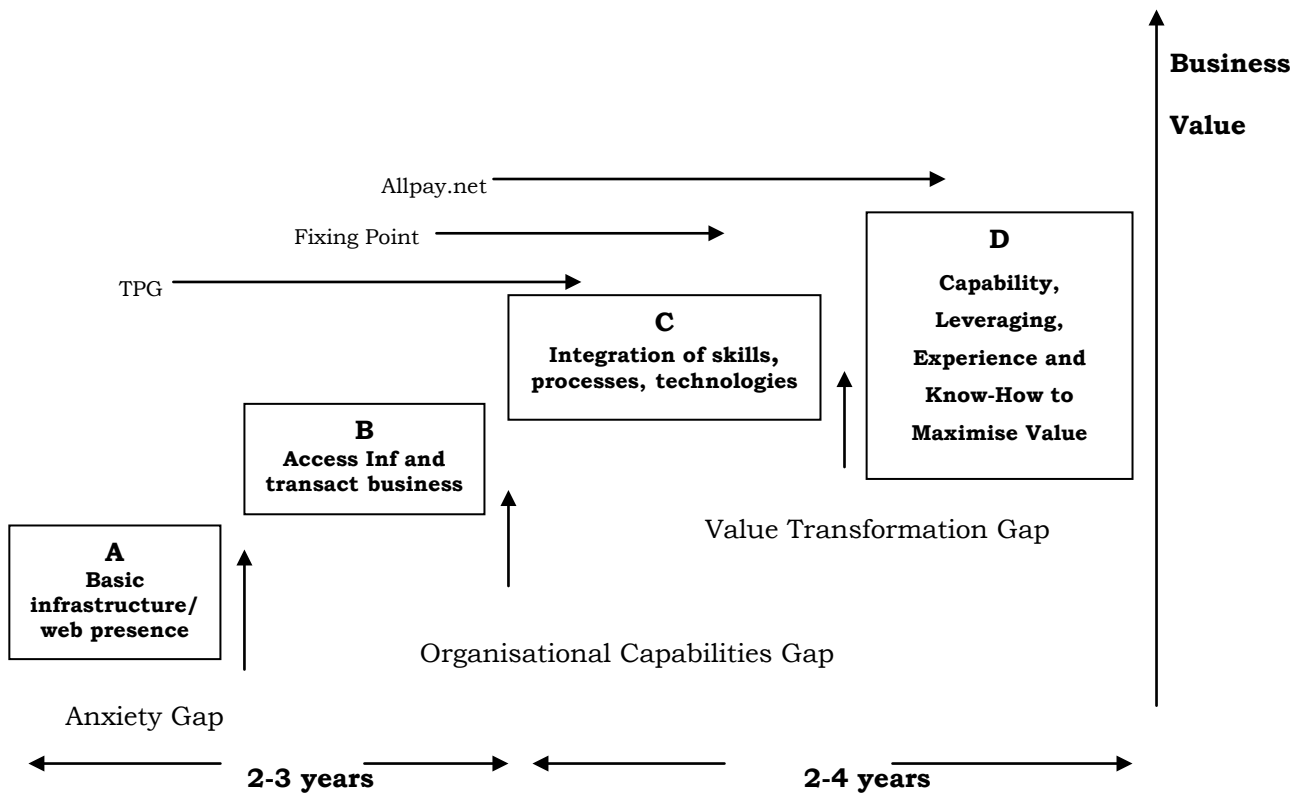 Business
Value
Allpay.net
Fixing Point
TPG
D
Capability,
Leveraging,
Experience and
Know-How to
Maximise Value
C
Integration of skills,
processes, technologies
B
Access Inf and
transact business
Value Transformation Gap
A
Basic
infrastructure/
web presence
Organisational Capabilities Gap
Anxiety Gap
2-3 years
2-4 years